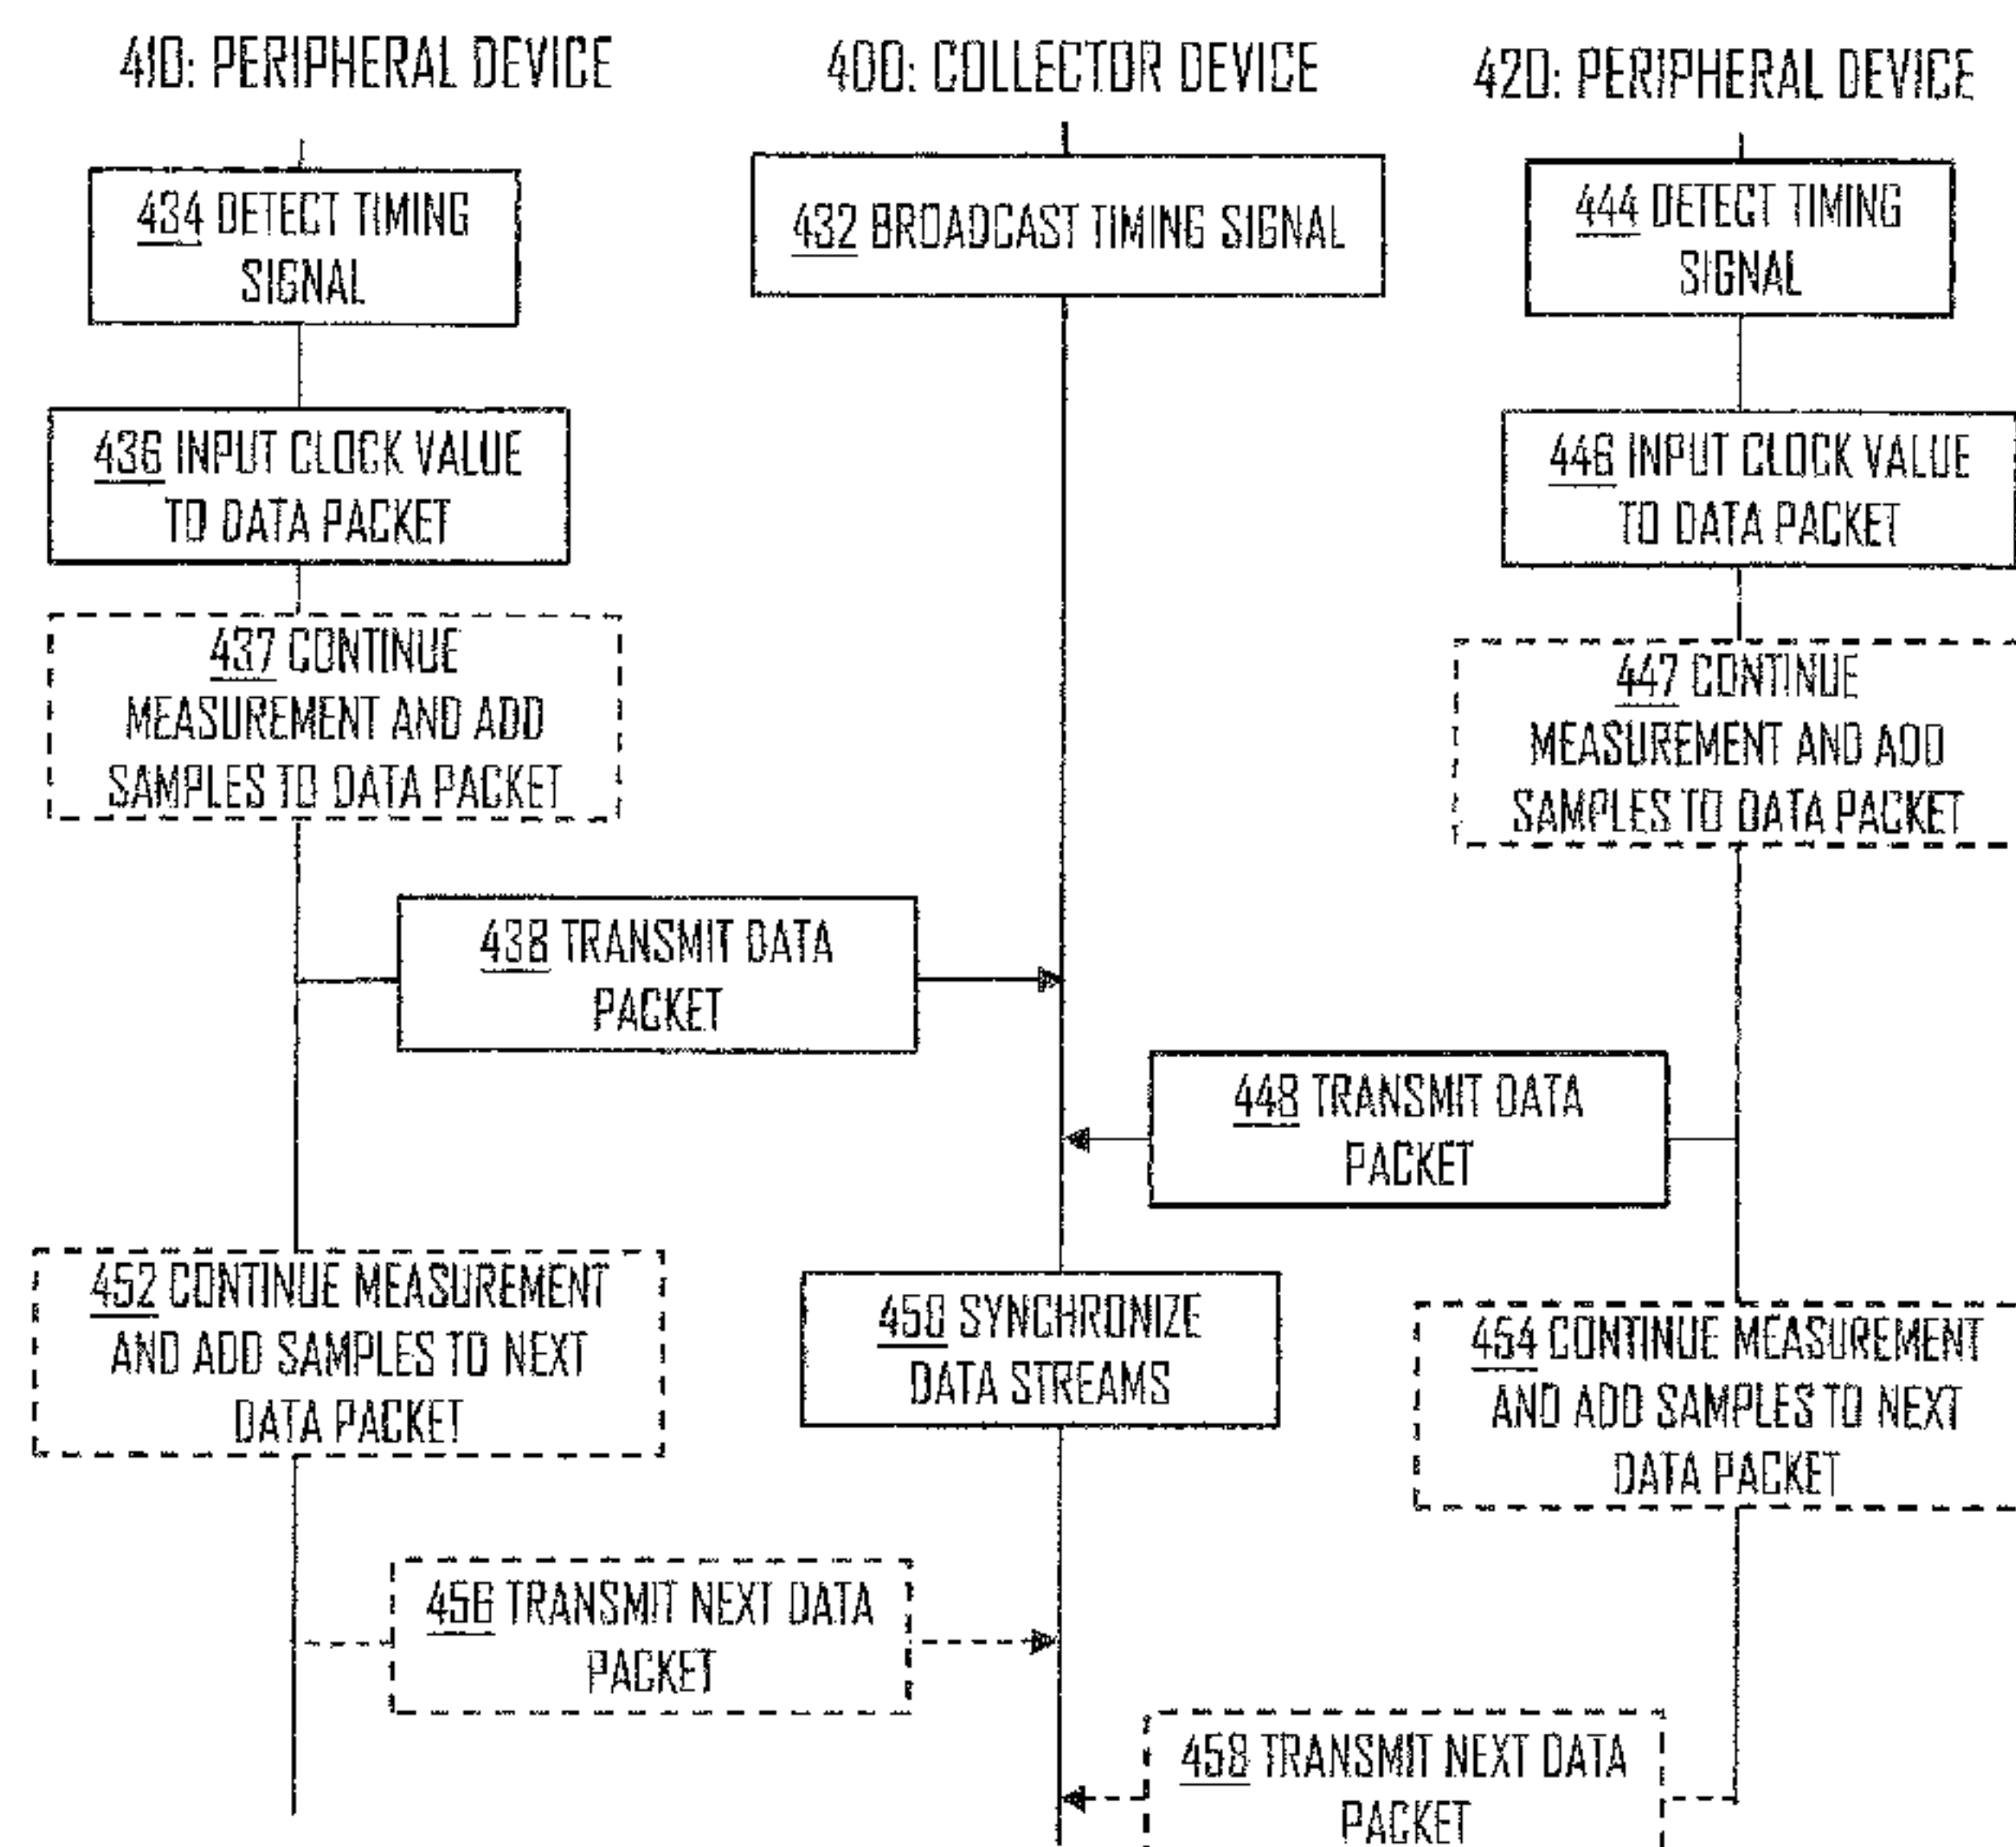 410: PERIPHERAL DEVICE
400: COLLECTOR DEVICE
420: PERIPHERAL DEVICE
434 DETECT TIMING
SIGNAL
432 BROADCAST TIMING SIGNAL
444 DETECT TIMING
SIGNAL
436 INPUT CLOCK VALUE
TO DATA PACKET
446 INPUT CLOCK VALUE
TO DATA PACKET
437 CONTINUE
MEASUREMENT AND ADD
SAMPLES TO DATA PACKET
447 CONTINUE
MEASUREMENT AND ADD
SAMPLES TO DATA PACKET
438 TRANSMIT DATA
PACKET
448 TRANSMIT DATA
PACKET
452 CONTINUE MEASUREMENT
AND ADD SAMPLES TO NEXT
DATA PACKET
450 SYNCHRONIZE
DATA STREAMS
454 CONTINUE MEASUREMENT
AND ADD SAMPLES TO NEXT
DATA PACKET
456 TRANSMIT NEXT DATA
PACKET
458 TRANSMIT NEXT DATA
PACKET